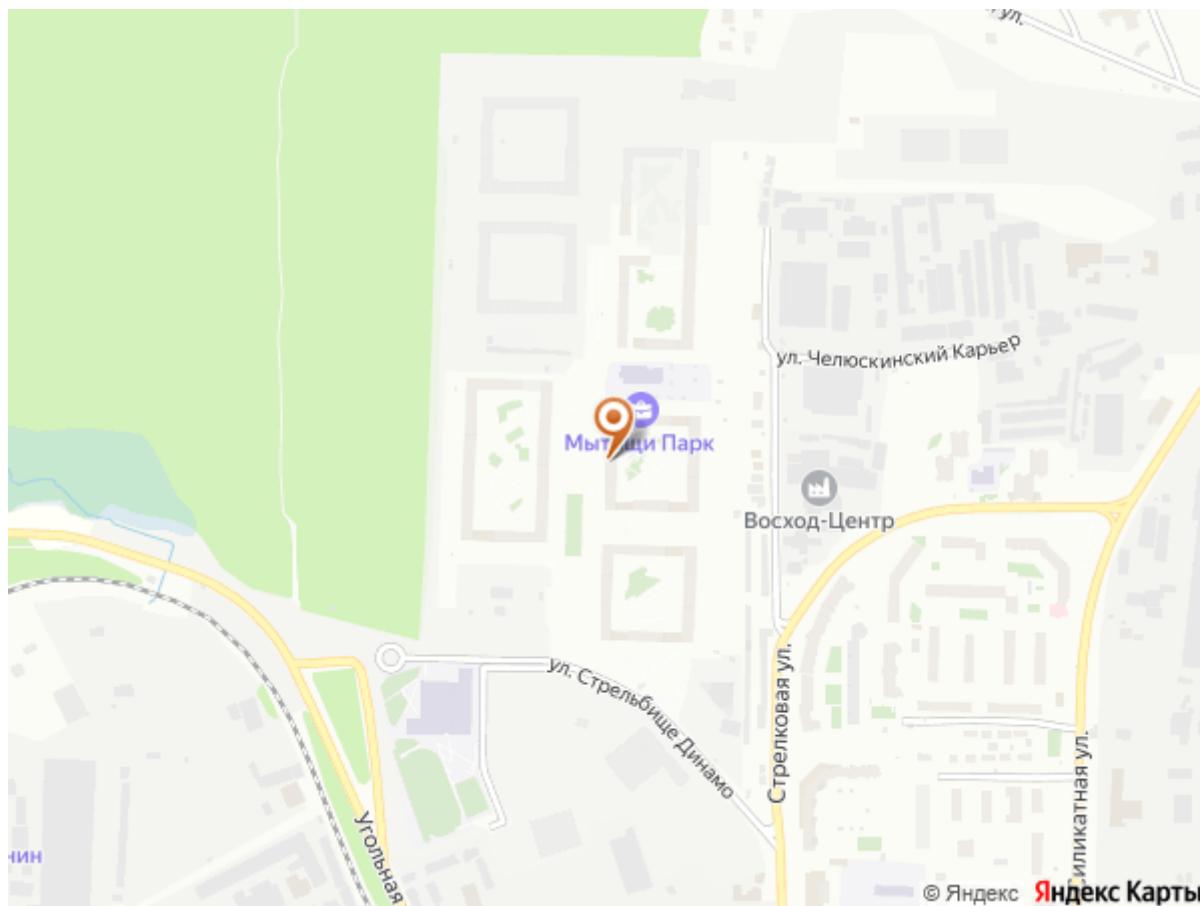 ул.
ул. Челюскинский Карьер
Мытищи Парк
Восход-Центр
ул. Стрельбище Динамо
Стрелковая ул.
Силикатная ул.
Угольная
нин
© Яндекс Яндекс Карты